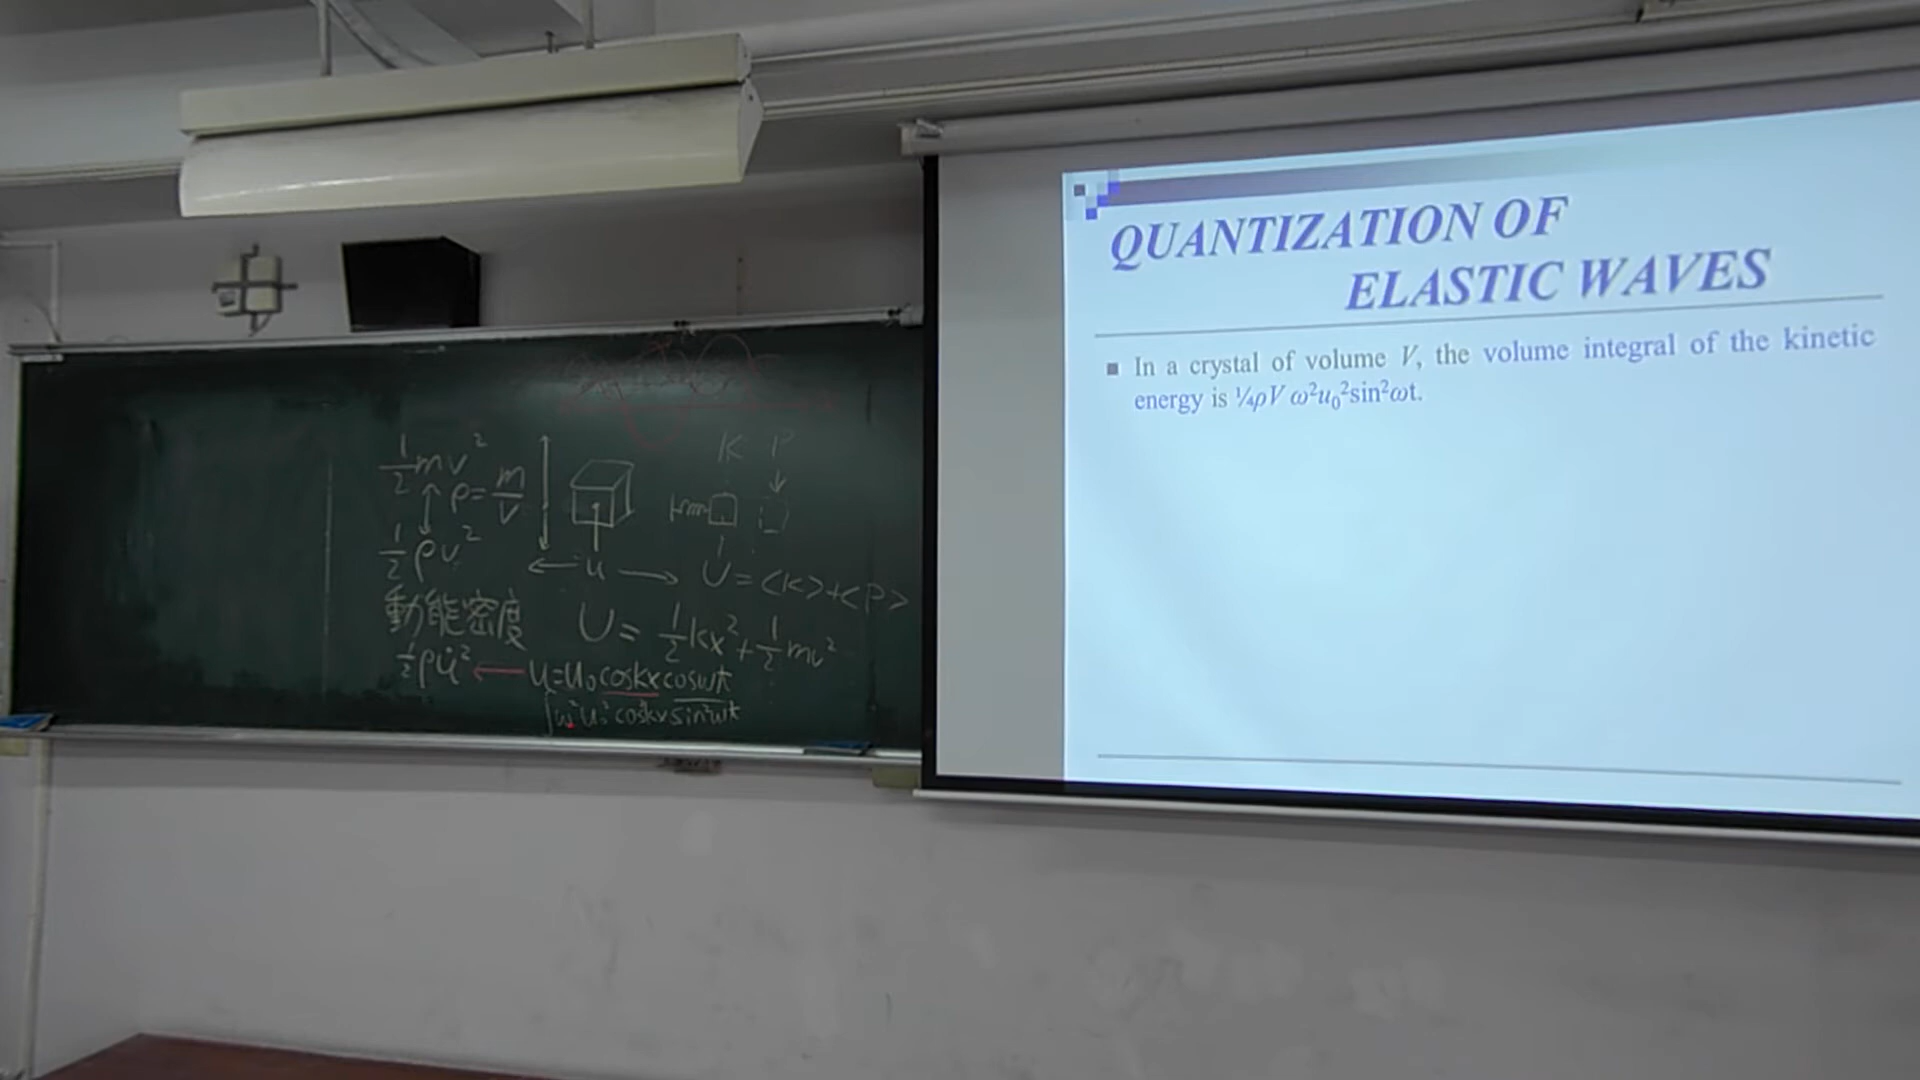 QUANTIZATION OF
ELASTIC WAVES
▪ In a crystal of volume V, the volume integral of the kinetic
energy is ¼ρV ω²u₀²sin²ωt.
½mv²
ρ=m/V
½ρv²
動能密度
½ρu̇²
u
K P
U=<K>+<P>
U=½kx²+½mv²
u=u₀coskxcosωt
ω²u₀²cos²kxsin²ωt